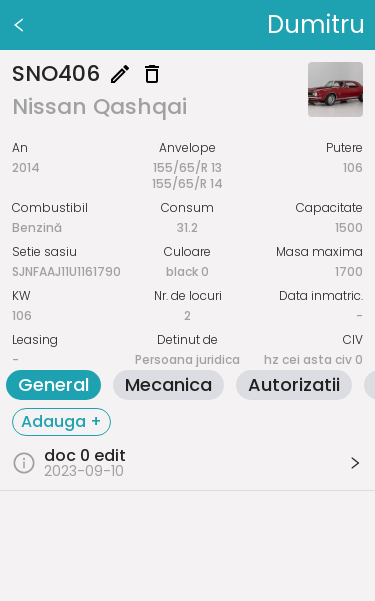 Dumitru
SNO406
Nissan Qashqai
An Anvelope Putere
2014 155/65/R 13 106
155/65/R 14
Combustibil Consum Capacitate
Benzină 31.2 1500
Setie sasiu Culoare Masa maxima
SJNFAAJ11U1161790 black 0 1700
KW Nr. de locuri Data inmatric.
106 2 -
Leasing Detinut de CIV
- Persoana juridica hz cei asta civ 0
General Mecanica Autorizatii
Adauga +
doc 0 edit
2023-09-10